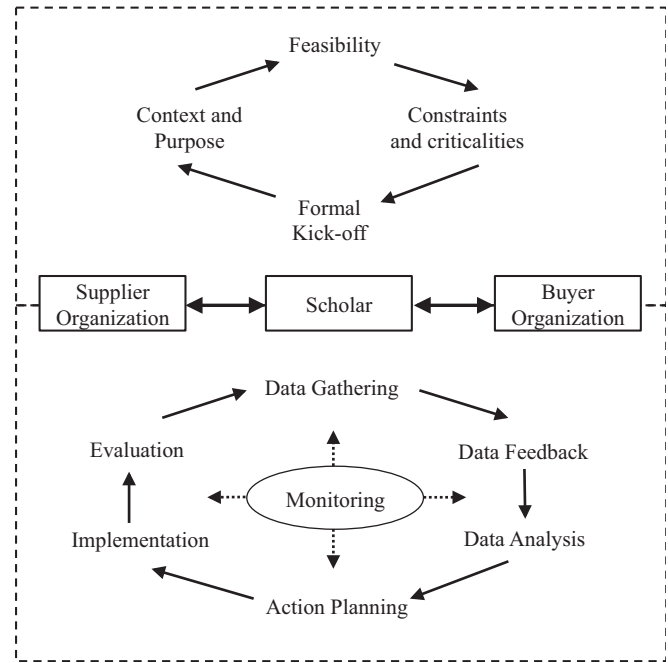 Feasibility
Context and
Purpose
Constraints
and criticalities
Formal
Kick-off
Supplier
Organization
Scholar
Buyer
Organization
Data Gathering
Evaluation
Data Feedback
Monitoring
Implementation
Data Analysis
Action Planning